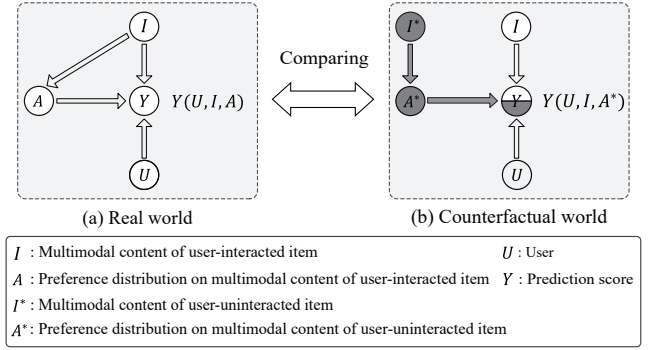 I
A
Y
Y(U, I, A)
U
(a) Real world
Comparing
I*
I
A*
Y
Y(U, I, A*)
U
(b) Counterfactual world
I : Multimodal content of user-interacted item
U : User
A : Preference distribution on multimodal content of user-interacted item
Y : Prediction score
I* : Multimodal content of user-uninteracted item
A* : Preference distribution on multimodal content of user-uninteracted item